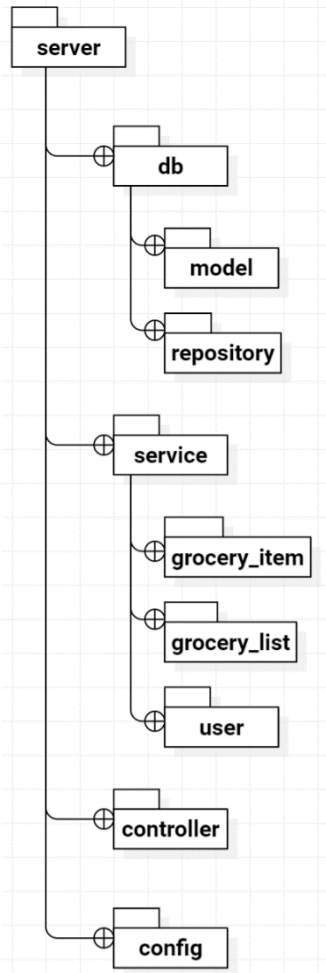 server
db
model
repository
service
grocery_item
grocery_list
user
controller
config